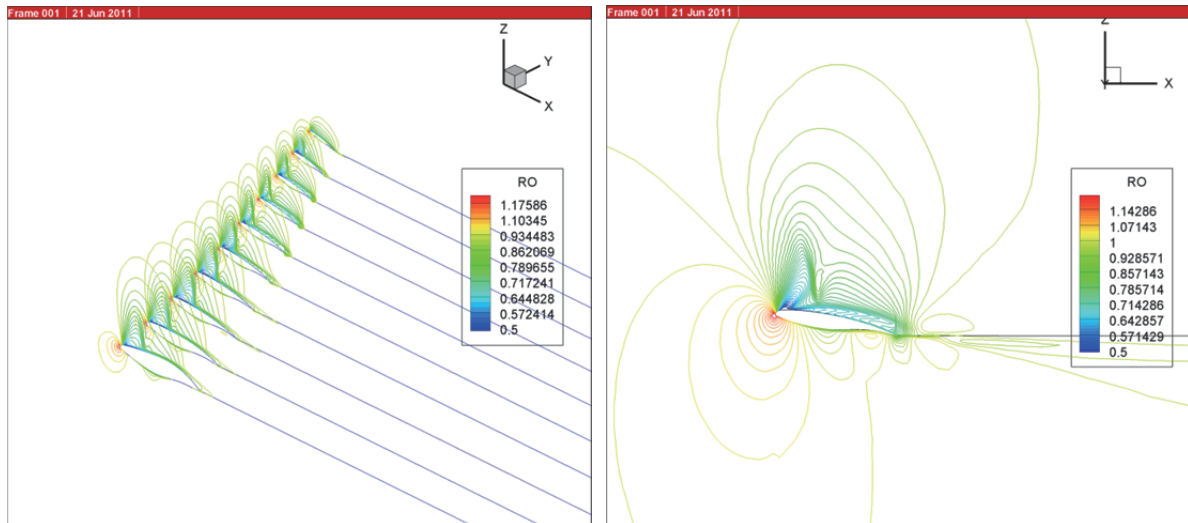 Frame 001 | 21 Jun 2011
Z
Y
X
RO
1.17586
1.10345
0.934483
0.862069
0.789655
0.717241
0.644828
0.572414
0.5
Frame 001 | 21 Jun 2011
Z
X
RO
1.14286
1.07143
1
0.928571
0.857143
0.785714
0.714286
0.642857
0.571429
0.5